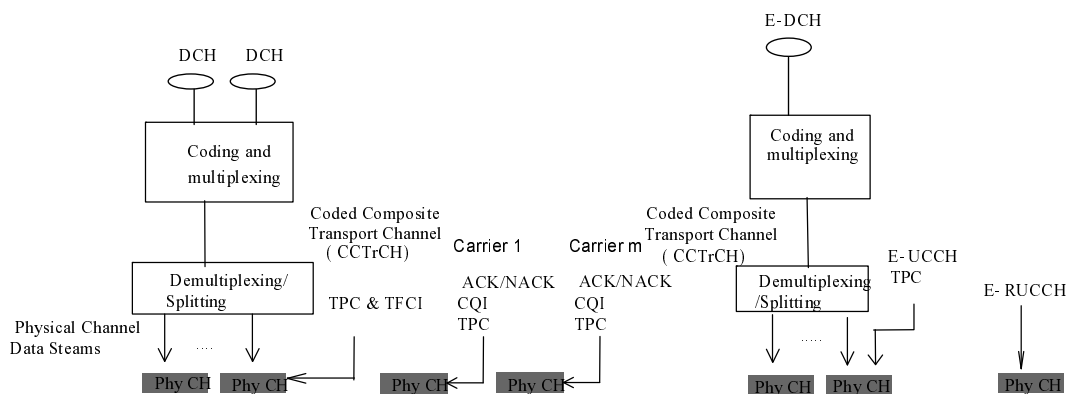 E-DCH
DCH DCH
Coding and
multiplexing
Coding and
multiplexing
Coded Composite
Transport Channel
( CCTrCH)
Carrier 1
Carrier m
Coded Composite
Transport Channel
( CCTrCH)
Demultiplexing/
Splitting
TPC & TFCI
ACK/NACK
CQI
TPC
ACK/NACK
CQI
TPC
Demultiplexing
/Splitting
E-UCCH
TPC
E-RUCCH
Physical Channel
Data Steams
....
.....
Phy CH
Phy CH
Phy CH
Phy CH
Phy CH
Phy CH
Phy CH